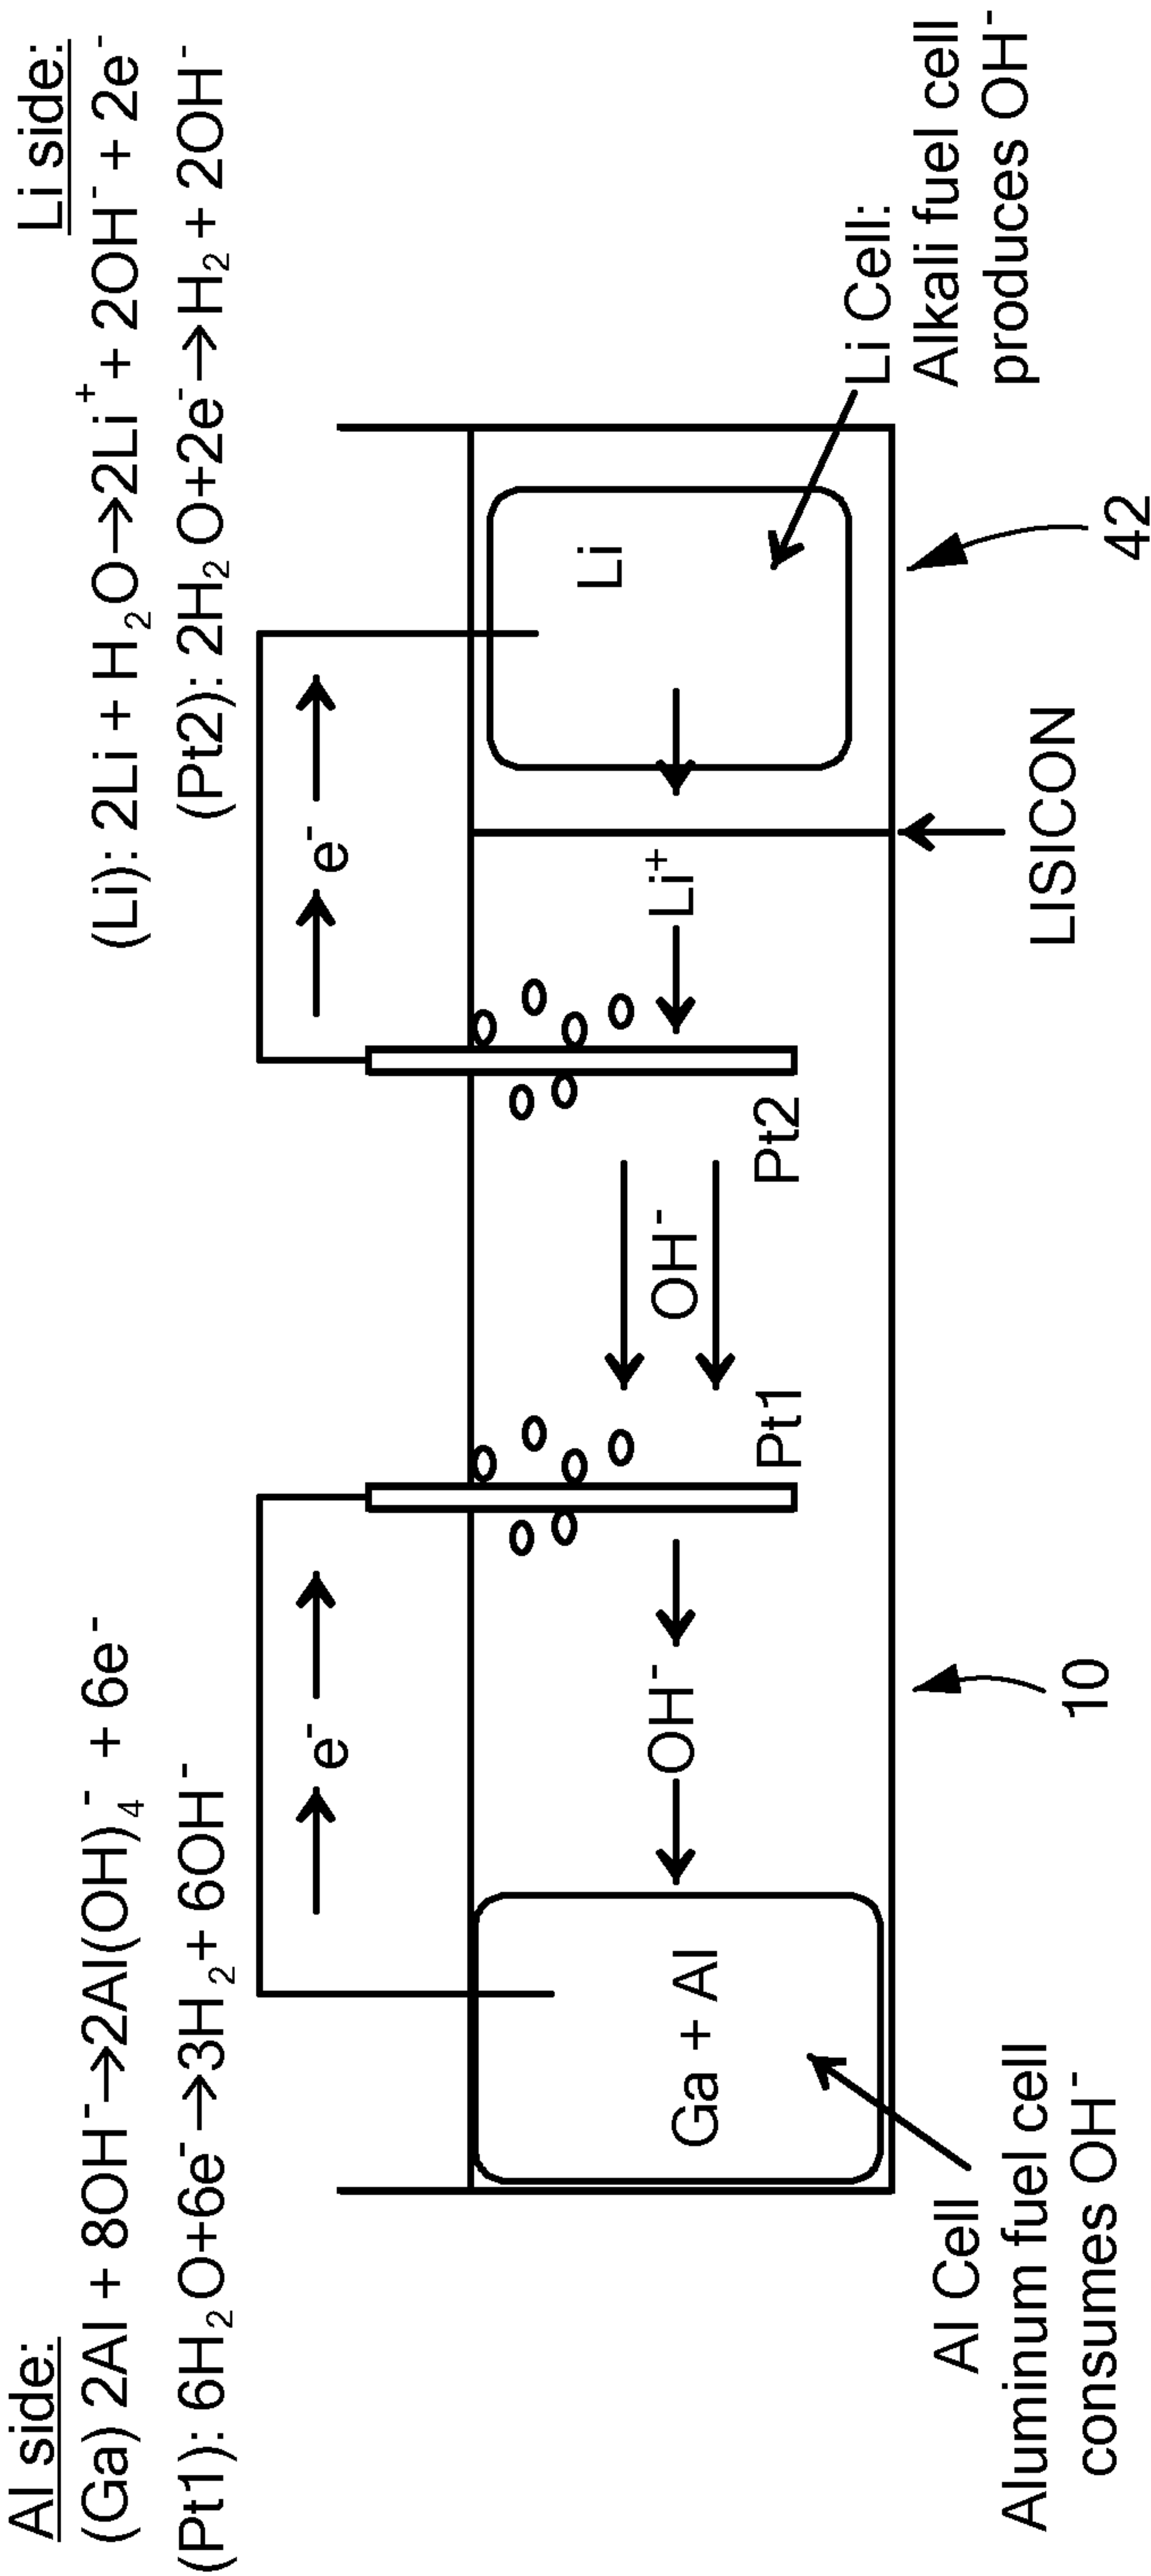 Al side:
(Ga) 2Al + 8OH⁻→2Al(OH)₄⁻ + 6e⁻
(Pt1): 6H₂O+6e⁻→3H₂+ 6OH⁻
Li side:
(Li): 2Li + H₂O→2Li⁺ + 2OH⁻ + 2e⁻
(Pt2): 2H₂O+2e⁻→H₂ + 2OH⁻
e⁻
e⁻
Ga + Al
OH⁻
Pt1
OH⁻
Pt2
Li⁺
Li
Al Cell
Aluminum fuel cell
consumes OH⁻
10
LISICON
42
Li Cell:
Alkali fuel cell
produces OH⁻